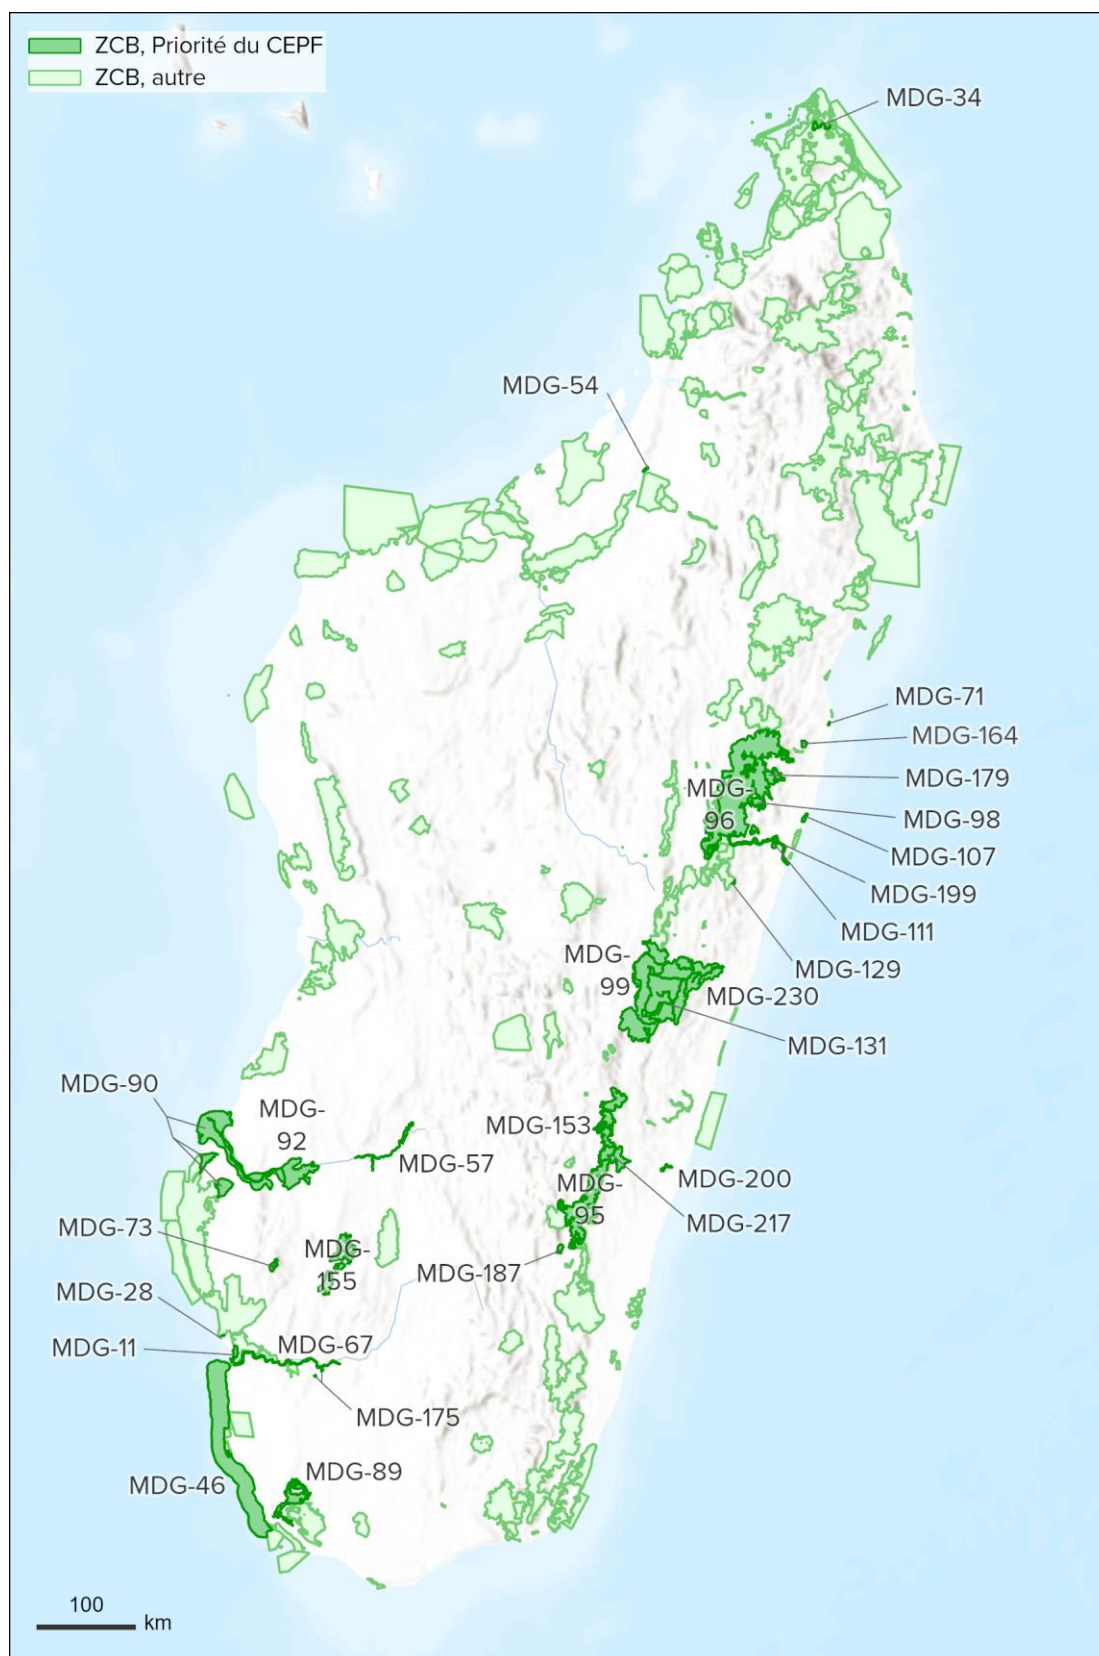 ZCB, Priorité du CEPF
ZCB, autre
MDG-34
MDG-54
MDG-71
MDG-164
MDG-179
MDG-
96
MDG-98
MDG-107
MDG-199
MDG-111
MDG-129
MDG-
99
MDG-230
MDG-131
MDG-90
MDG-
92
MDG-153
MDG-57
MDG-200
MDG-
95
MDG-217
MDG-73
MDG-
155
MDG-187
MDG-28
MDG-11
MDG-67
MDG-175
MDG-89
MDG-46
100
km